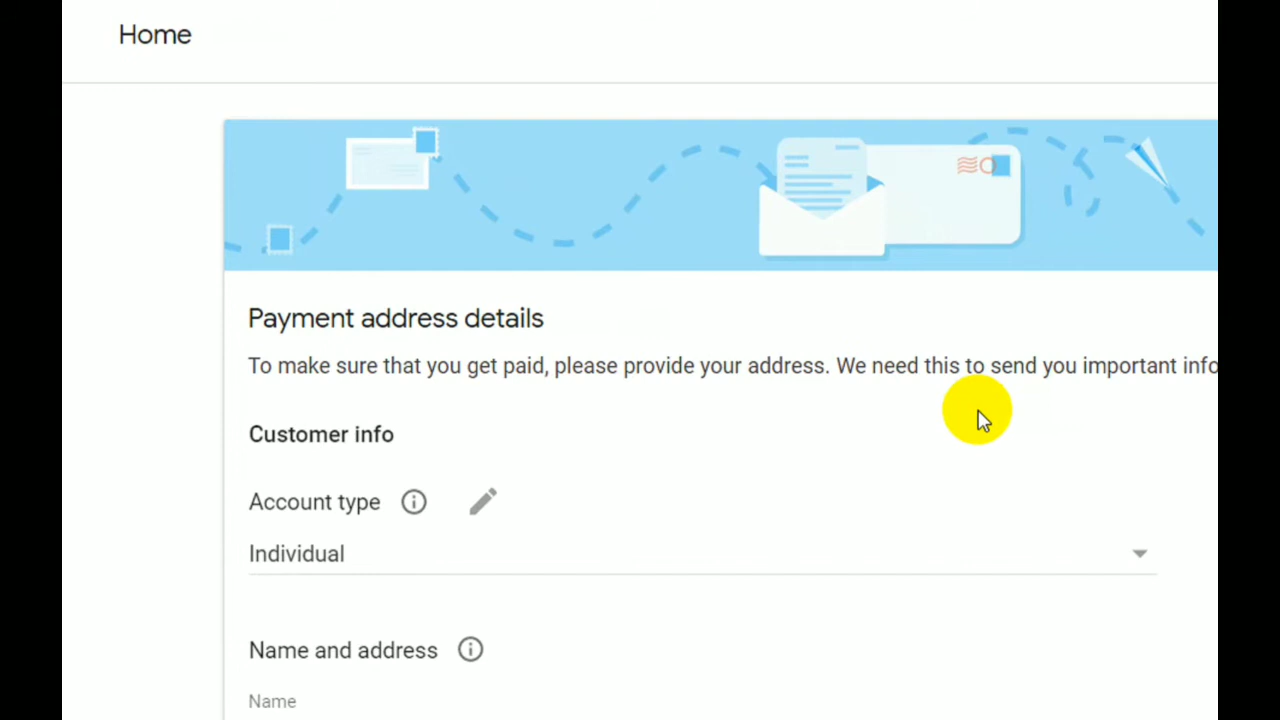 Home
Payment address details
To make sure that you get paid, please provide your address. We need this to send you important info
Customer info
Account type
Individual
Name and address
Name